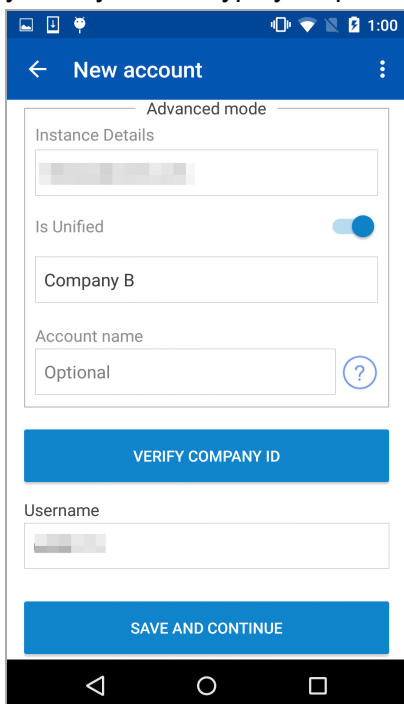 1:00
New account
Advanced mode
Instance Details
Is Unified
Company B
Account name
Optional
?
VERIFY COMPANY ID
Username
SAVE AND CONTINUE